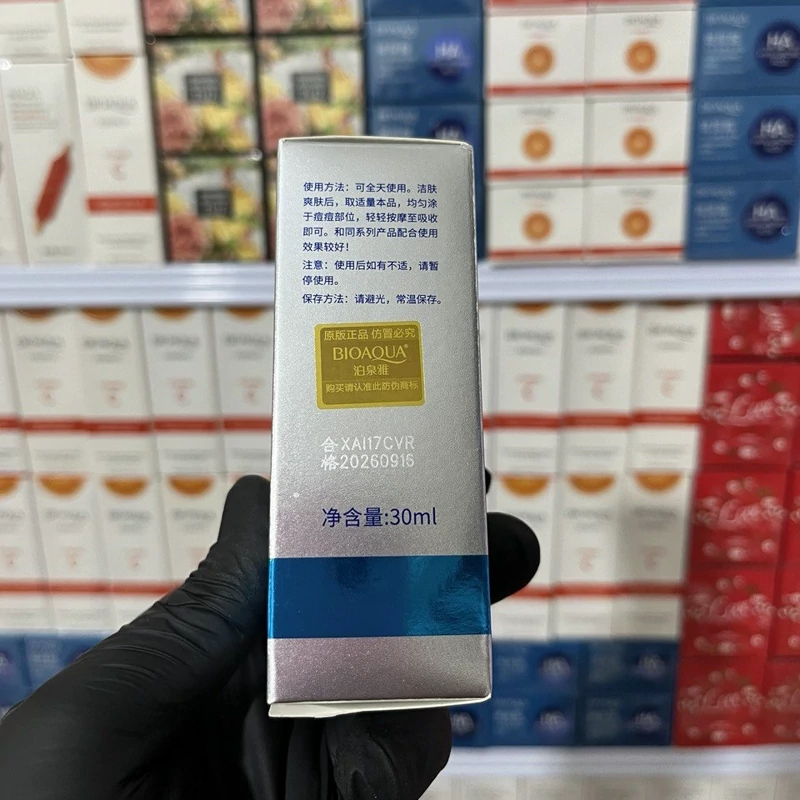 使用方法：可全天使用。洁肤
爽肤后，取适量本品，均匀涂
于痘痘部位，轻轻按摩至吸收
即可。和同系列产品配合使用
效果较好！
注意：使用后如有不适，请暂
停使用。
保存方法：请避光，常温保存。
原版正品 仿冒必究
BIOAQUA®
泊泉雅
购买请认准此防伪商标
合 XAI17CVR
格 20260916
净含量:30ml
BIOAQUA
BIOAQUA
BIOAQUA